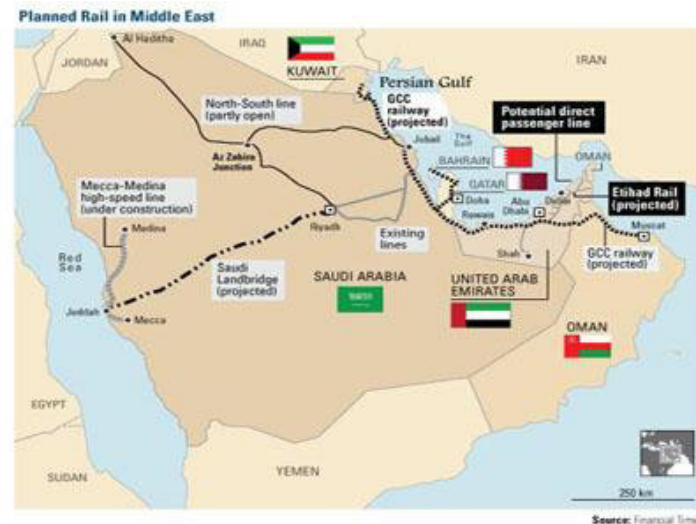 Planned Rail in Middle East
Al Haditha
JORDAN
IRAQ
KUWAIT
IRAN
Persian Gulf
GCC
railway
(projected)
North-South line
(partly open)
Az Zabira
Junction
Jubail
The
Gulf
Potential direct
passenger line
BAHRAIN
OMAN
QATAR
Doha
Abu
Dhabi
Dubai
Ruwais
Etihad Rail
(projected)
Mecca-Medina
high-speed line
(under construction)
Medina
Riyadh
Existing
lines
Muscat
Shah
GCC railway
(projected)
Red
Sea
Saudi
Landbridge
(projected)
SAUDI ARABIA
UNITED ARAB
EMIRATES
Jeddah
Mecca
OMAN
EGYPT
SUDAN
YEMEN
250 km
Source: Financial Time